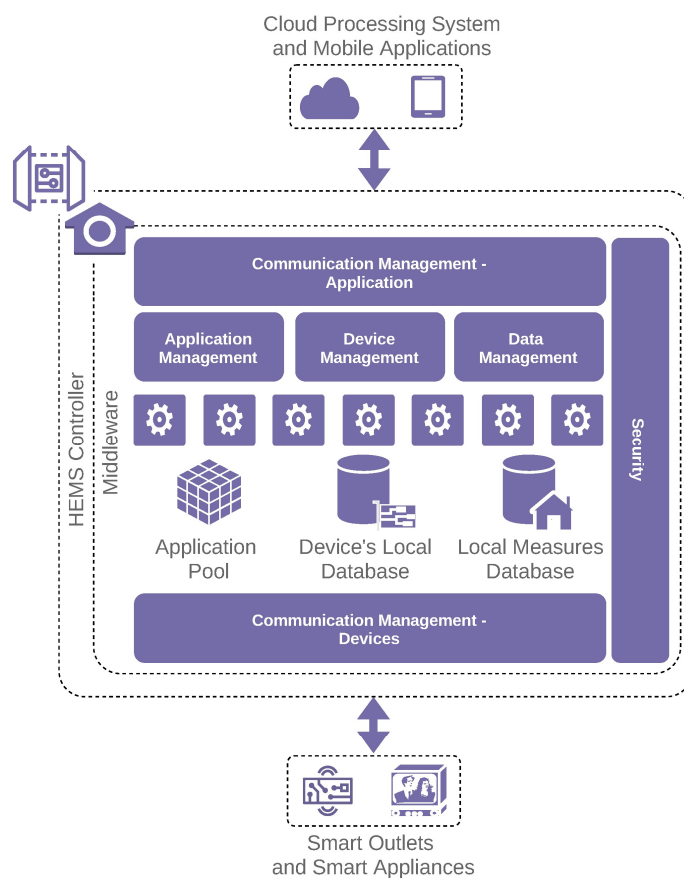 Cloud Processing System
and Mobile Applications
Communication Management -
Application
Application
Management
Device
Management
Data
Management
HEMS Controller
Middleware
Security
Application
Pool
Device's Local
Database
Local Measures
Database
Communication Management -
Devices
Smart Outlets
and Smart Appliances